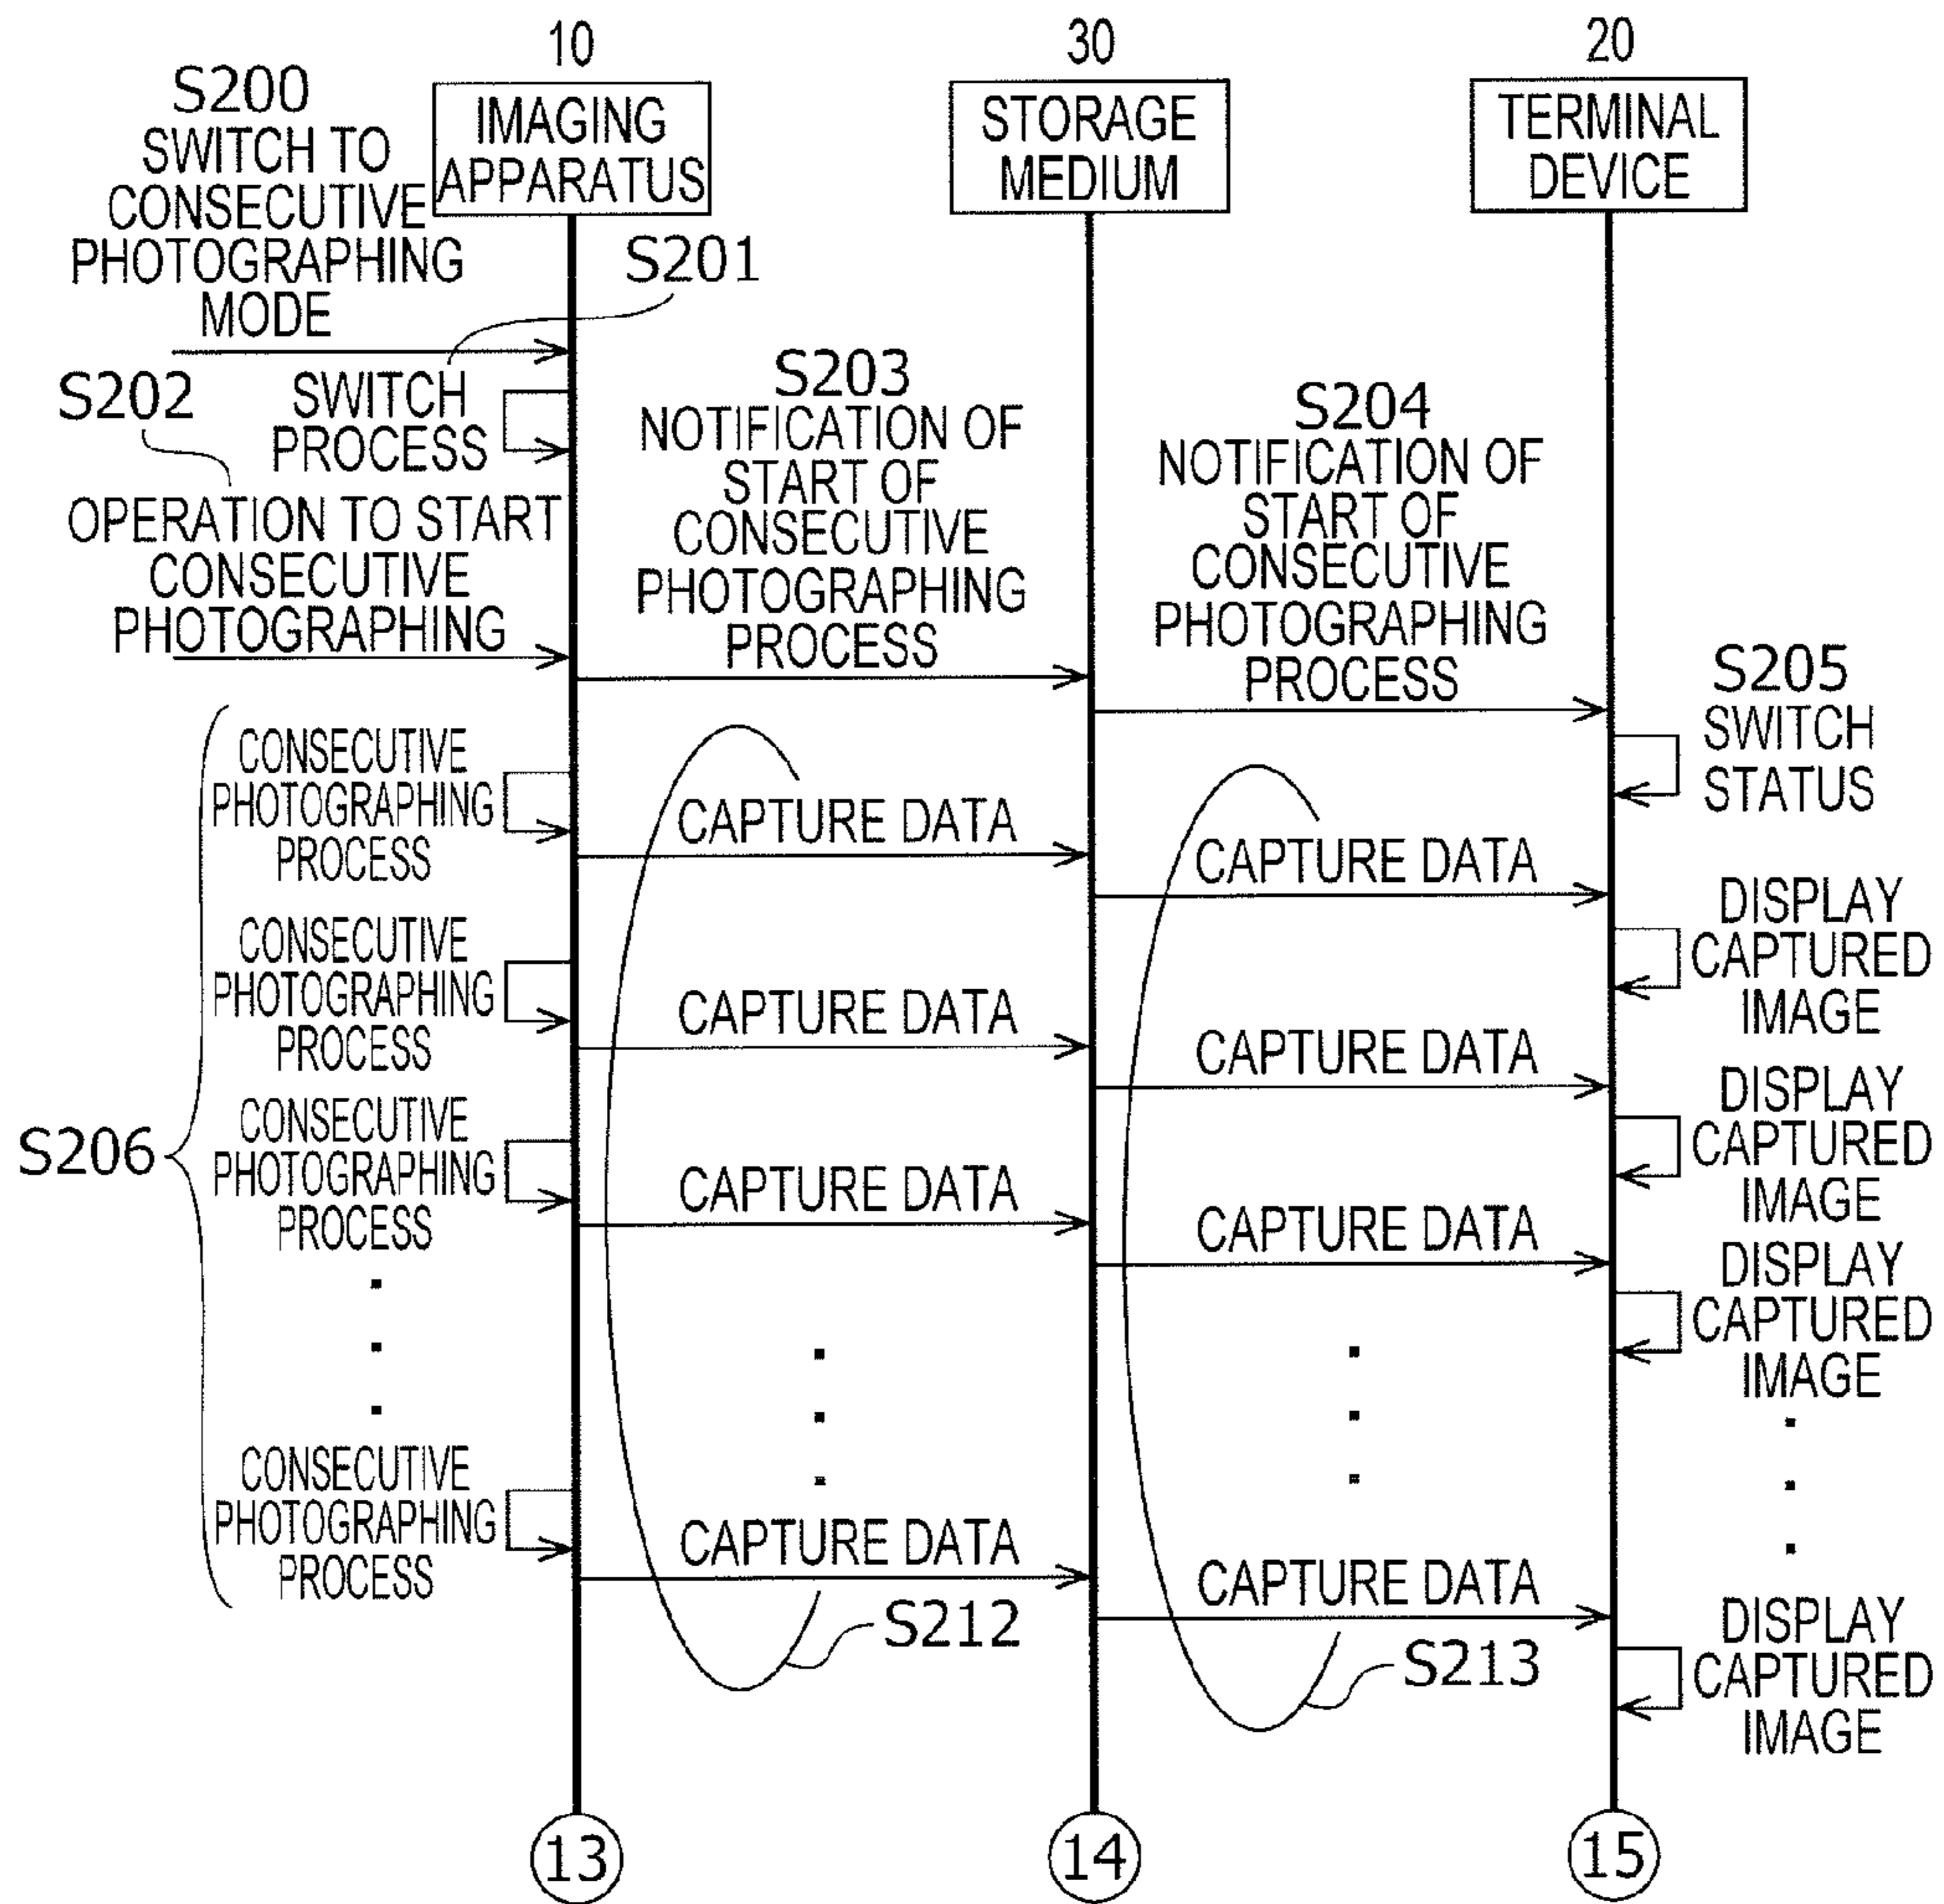 10
30
20
IMAGING
APPARATUS
STORAGE
MEDIUM
TERMINAL
DEVICE
S200
SWITCH TO
CONSECUTIVE
PHOTOGRAPHING
MODE
S201
SWITCH
PROCESS
S202
OPERATION TO START
CONSECUTIVE
PHOTOGRAPHING
S203
NOTIFICATION OF
START OF
CONSECUTIVE
PHOTOGRAPHING
PROCESS
S204
NOTIFICATION OF
START OF
CONSECUTIVE
PHOTOGRAPHING
PROCESS
S205
SWITCH
STATUS
S206
CONSECUTIVE
PHOTOGRAPHING
PROCESS
CAPTURE DATA
CAPTURE DATA
DISPLAY
CAPTURED
IMAGE
CONSECUTIVE
PHOTOGRAPHING
PROCESS
CAPTURE DATA
CAPTURE DATA
DISPLAY
CAPTURED
IMAGE
CONSECUTIVE
PHOTOGRAPHING
PROCESS
CAPTURE DATA
CAPTURE DATA
DISPLAY
CAPTURED
IMAGE
CONSECUTIVE
PHOTOGRAPHING
PROCESS
CAPTURE DATA
CAPTURE DATA
DISPLAY
CAPTURED
IMAGE
S212
S213
13
14
15